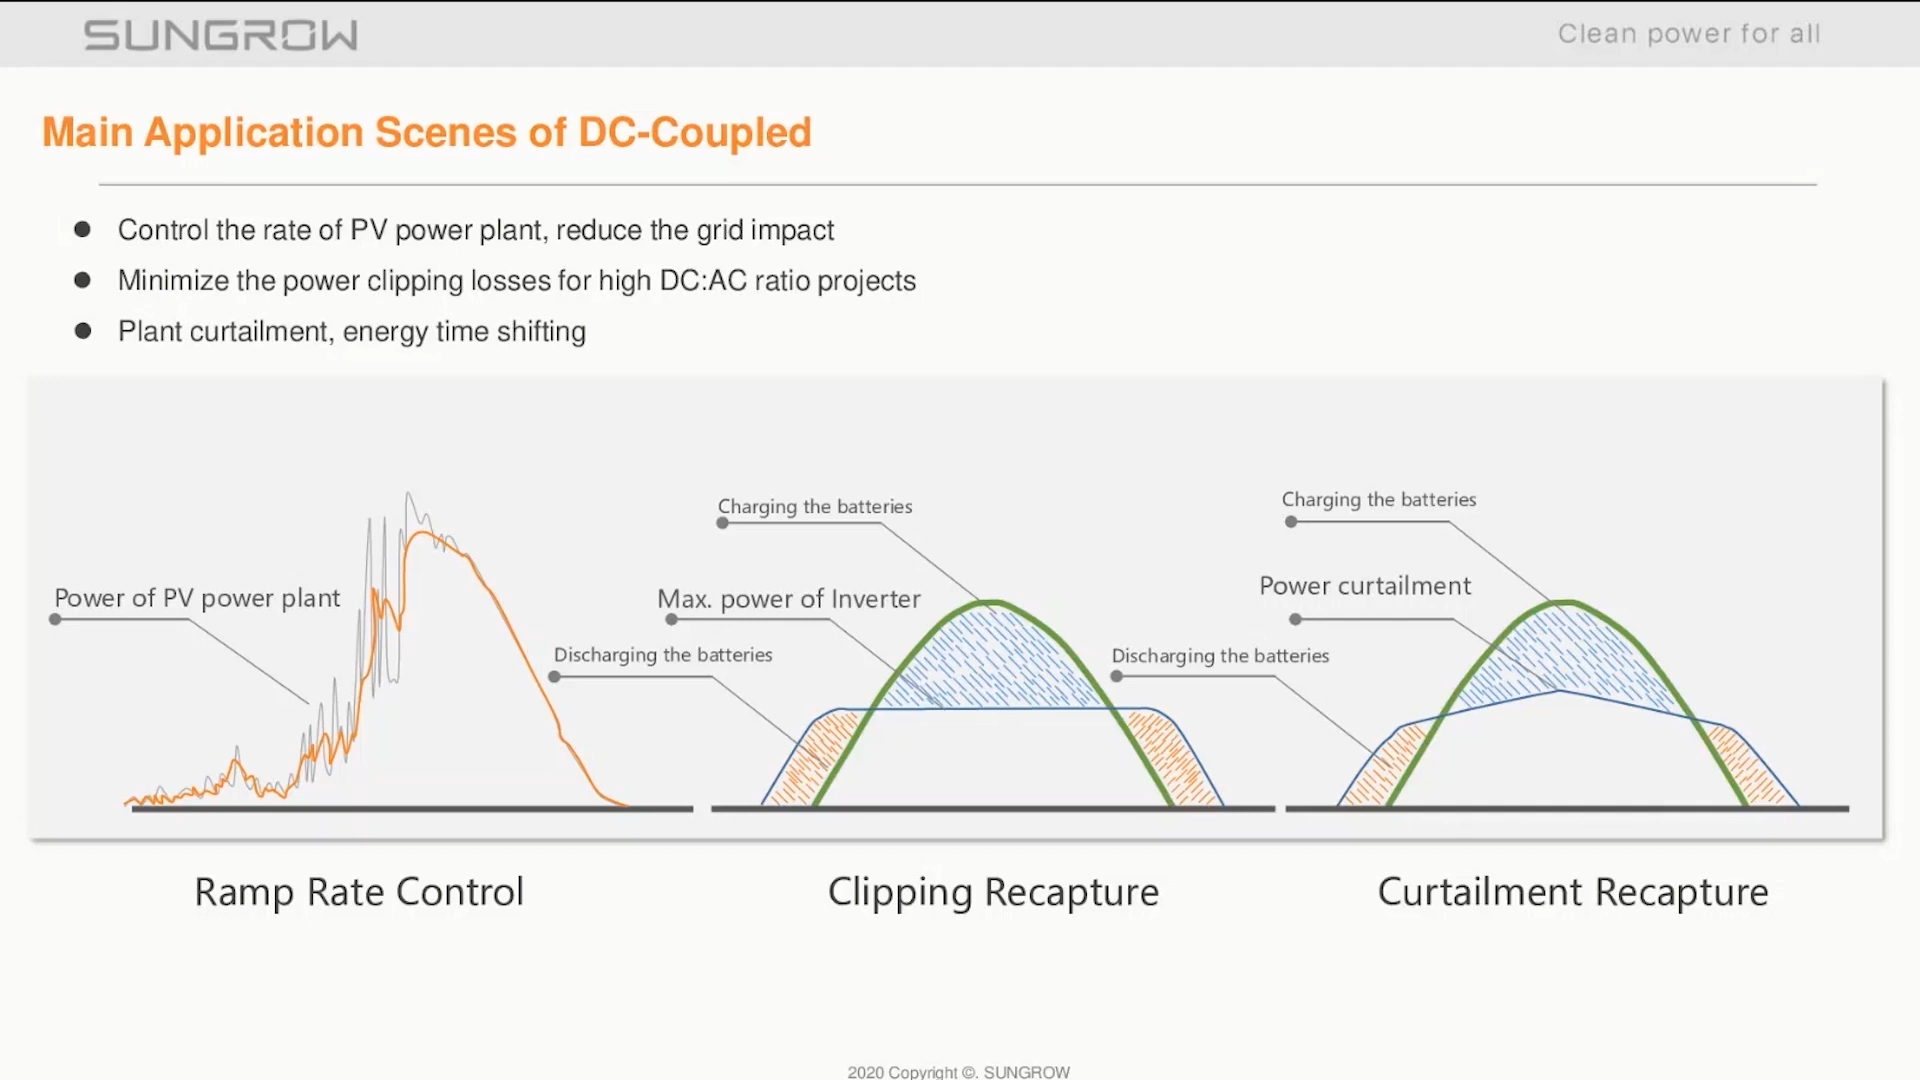 SUNGROW
Clean power for all
Main Application Scenes of DC-Coupled
Control the rate of PV power plant, reduce the grid impact
Minimize the power clipping losses for high DC:AC ratio projects
Plant curtailment, energy time shifting
Power of PV power plant
Charging the batteries
Max. power of Inverter
Discharging the batteries
Charging the batteries
Power curtailment
Discharging the batteries
Ramp Rate Control
Clipping Recapture
Curtailment Recapture
2020 Copyright ©. SUNGROW